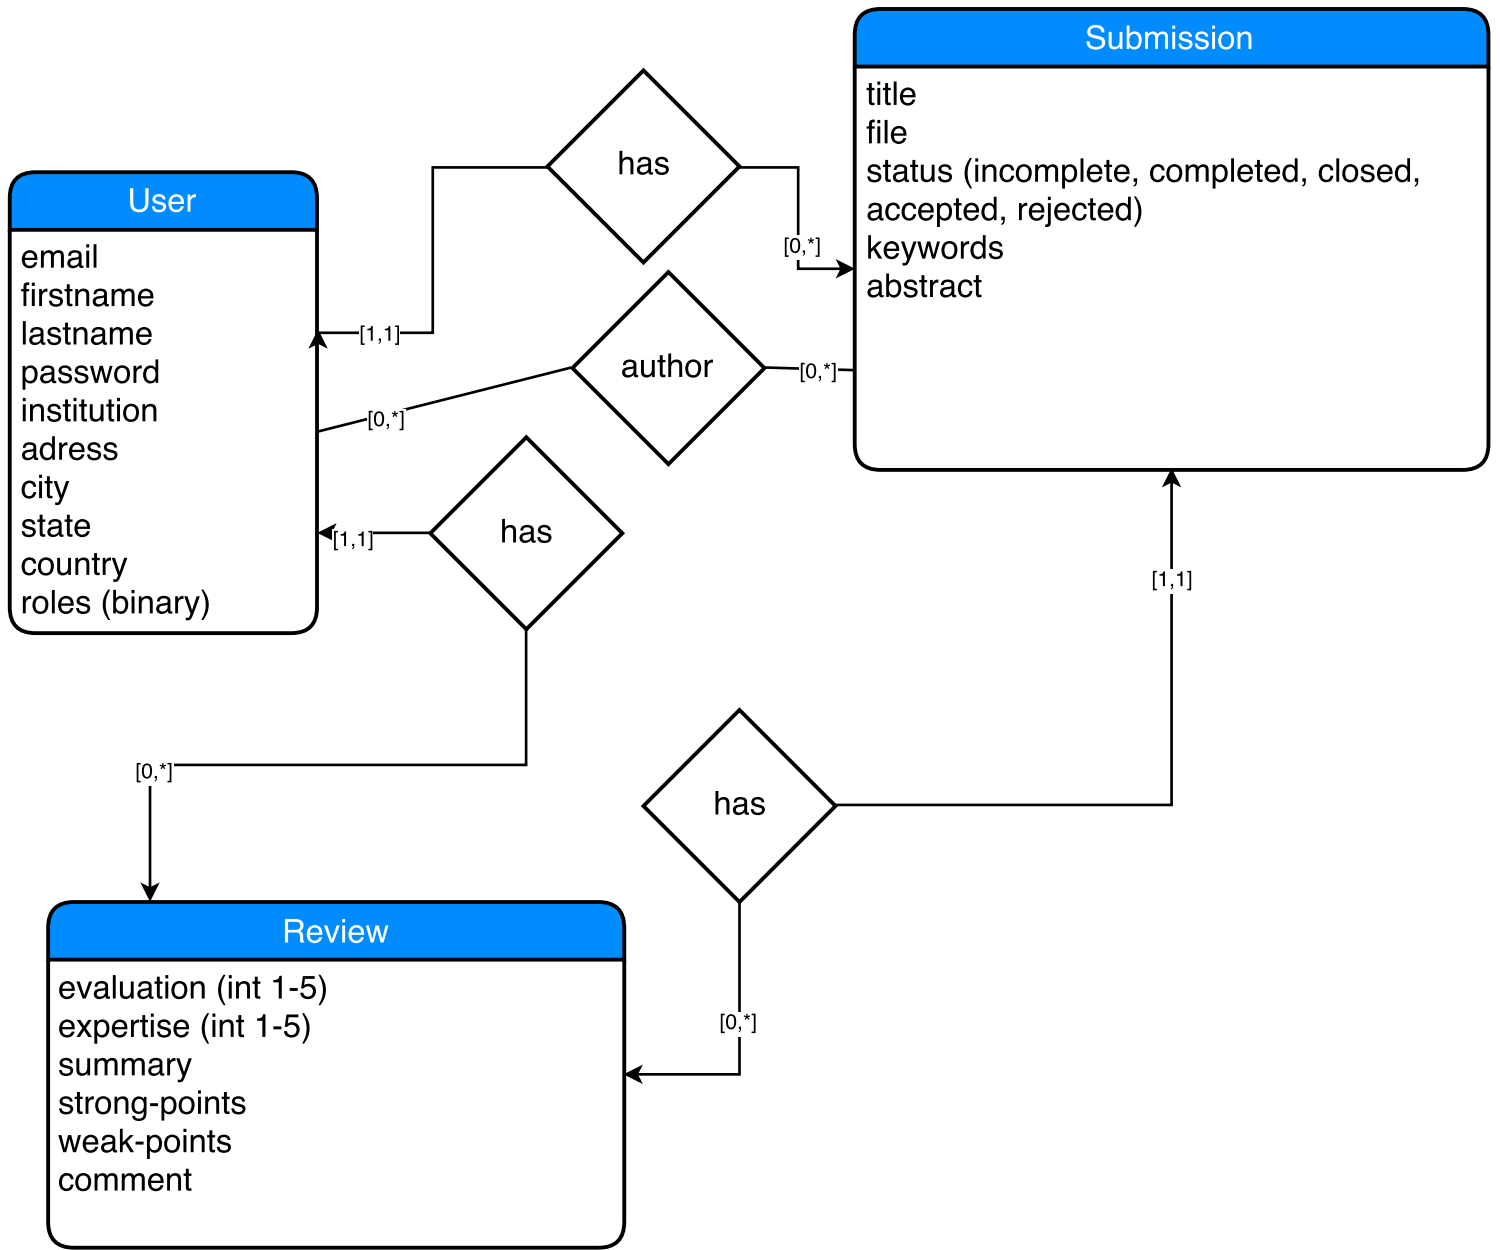 Submission
title
file
status (incomplete, completed, closed,
accepted, rejected)
keywords
abstract
has
[0,*]
[1,1]
User
email
firstname
lastname
password
institution
adress
city
state
country
roles (binary)
author
[0,*]
[0,*]
has
[1,1]
[0,*]
[1,1]
has
[0,*]
Review
evaluation (int 1-5)
expertise (int 1-5)
summary
strong-points
weak-points
comment